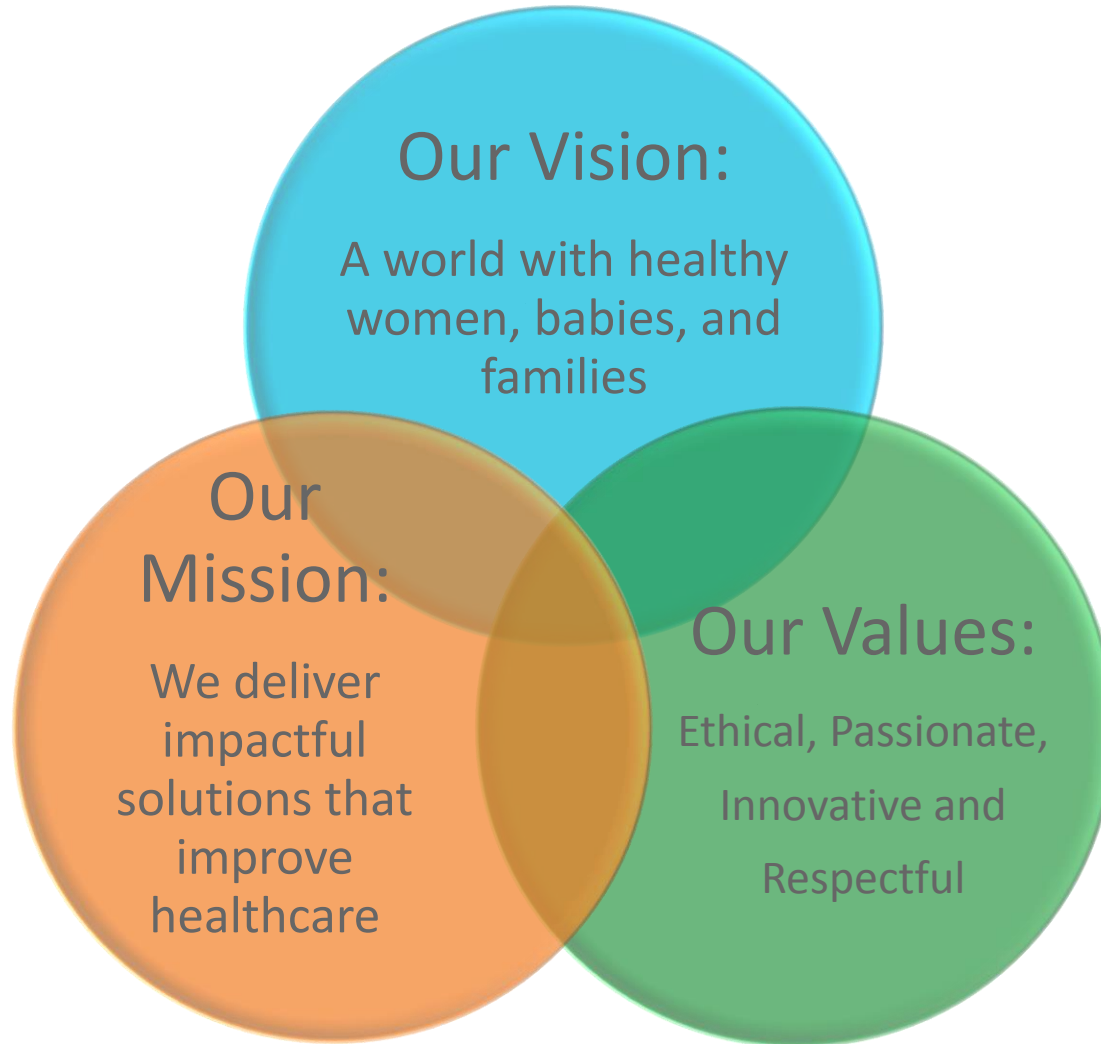 Our Vision:
A world with healthy
women, babies, and
families
Our
Mission:
We deliver
impactful
solutions that
improve
healthcare
Our Values:
Ethical, Passionate,
Innovative and
Respectful